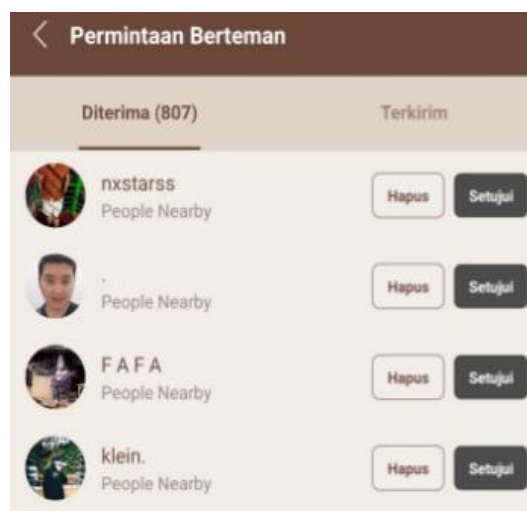 Permintaan Berteman
Diterima (807)
Terkirim
nxstarss
People Nearby
Hapus
Setujui
.
People Nearby
Hapus
Setujui
F A F A
People Nearby
Hapus
Setujui
klein.
People Nearby
Hapus
Setujui